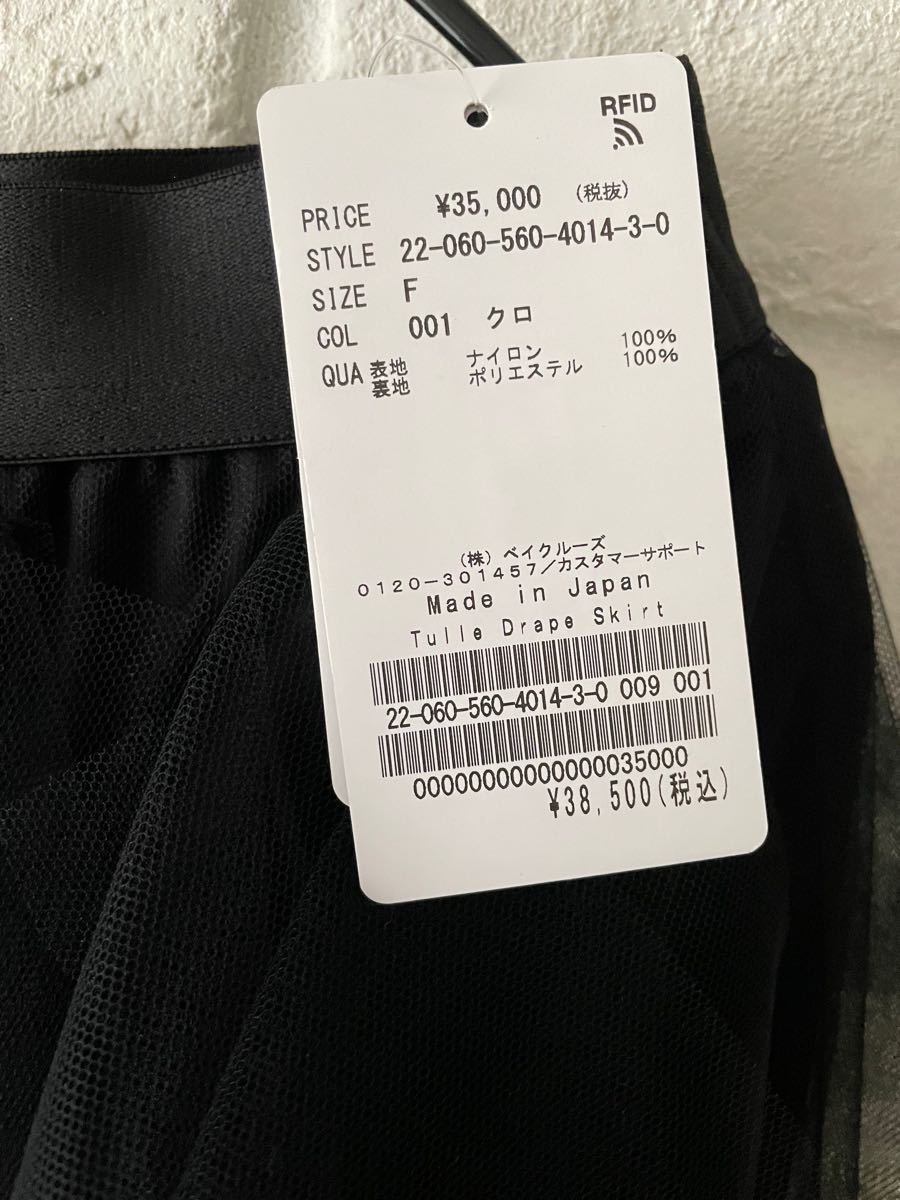 RFID
PRICE ¥35,000 (税抜)
STYLE 22-060-560-4014-3-0
SIZE F
COL 001 クロ
QUA 表地 ナイロン 100%
裏地 ポリエステル 100%
(株) ベイクルーズ
0120-301457/カスタマーサポート
Made in Japan
Tulle Drape Skirt
22-060-560-4014-3-0 009 001
0000000000000035000
¥38,500(税込)